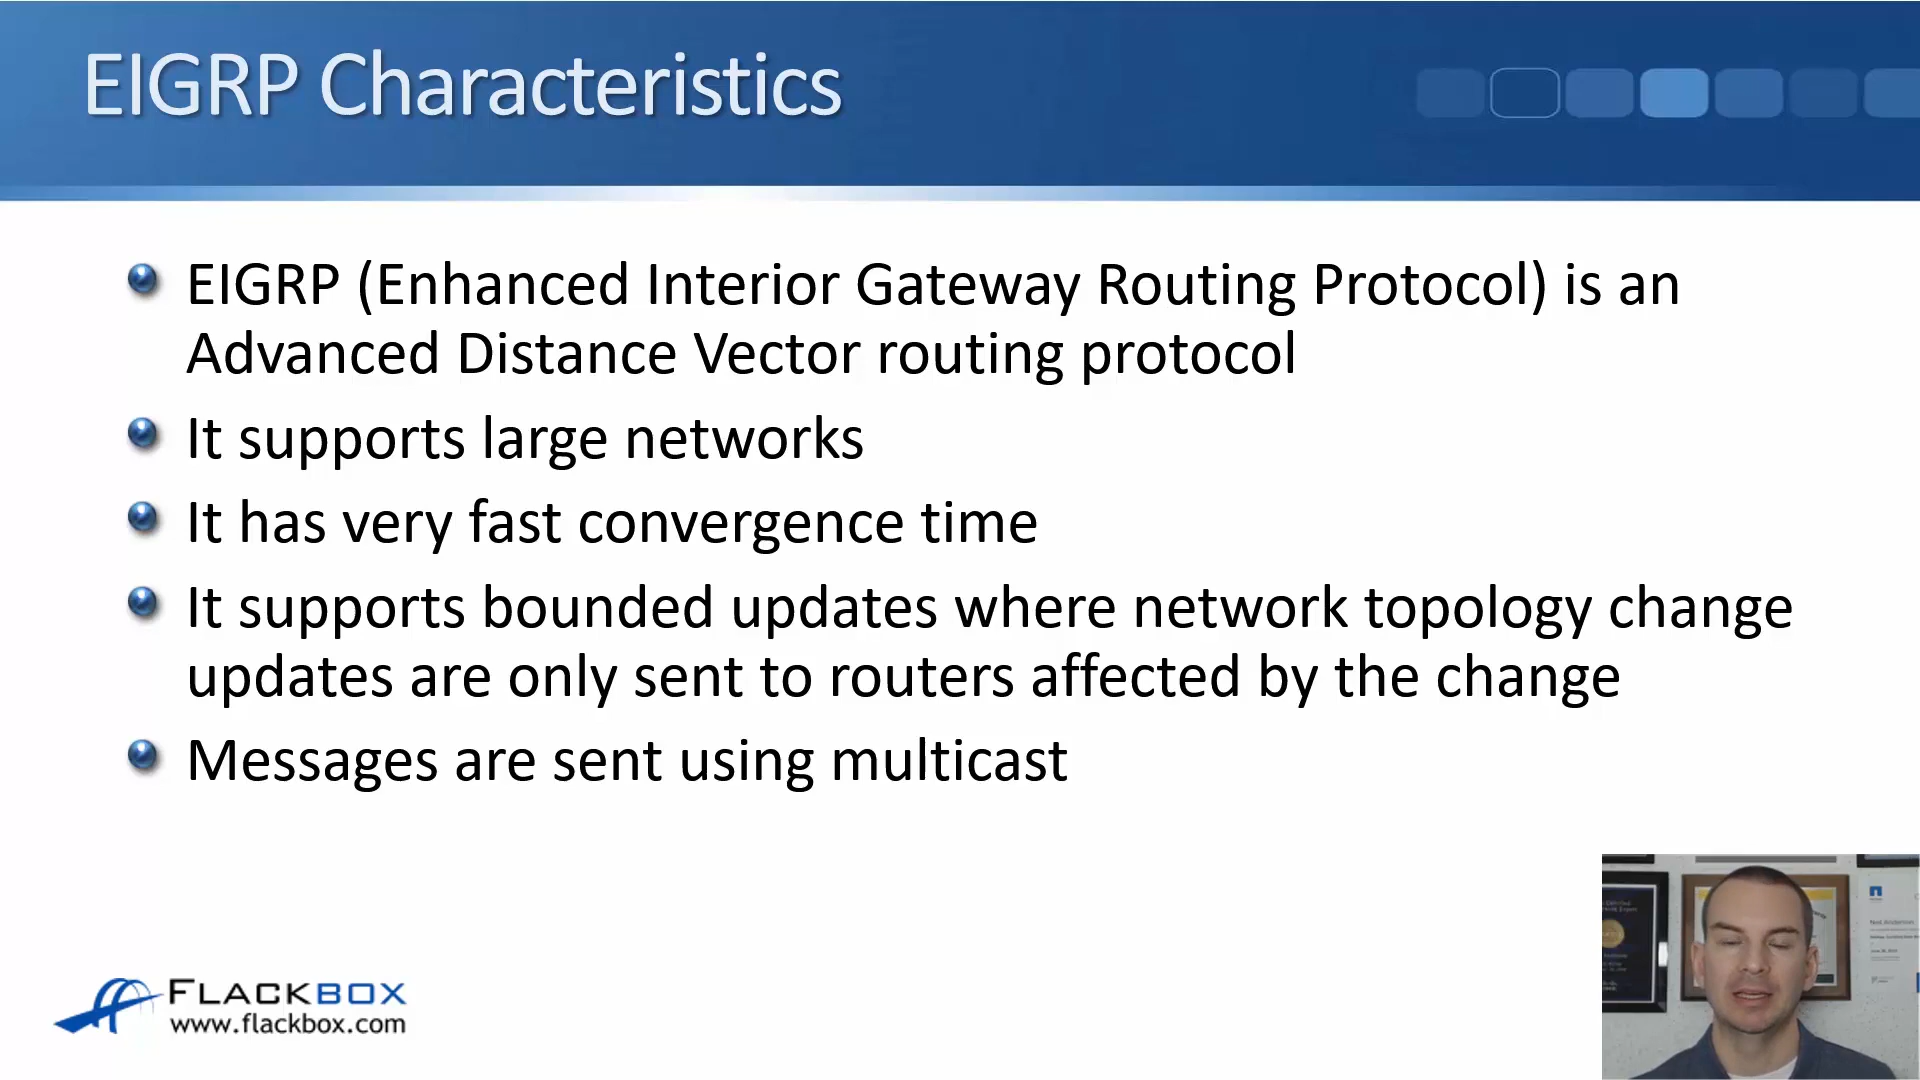 EIGRP Characteristics
EIGRP (Enhanced Interior Gateway Routing Protocol) is an
Advanced Distance Vector routing protocol
It supports large networks
It has very fast convergence time
It supports bounded updates where network topology change
updates are only sent to routers affected by the change
Messages are sent using multicast
FLACKBOX
www.flackbox.com